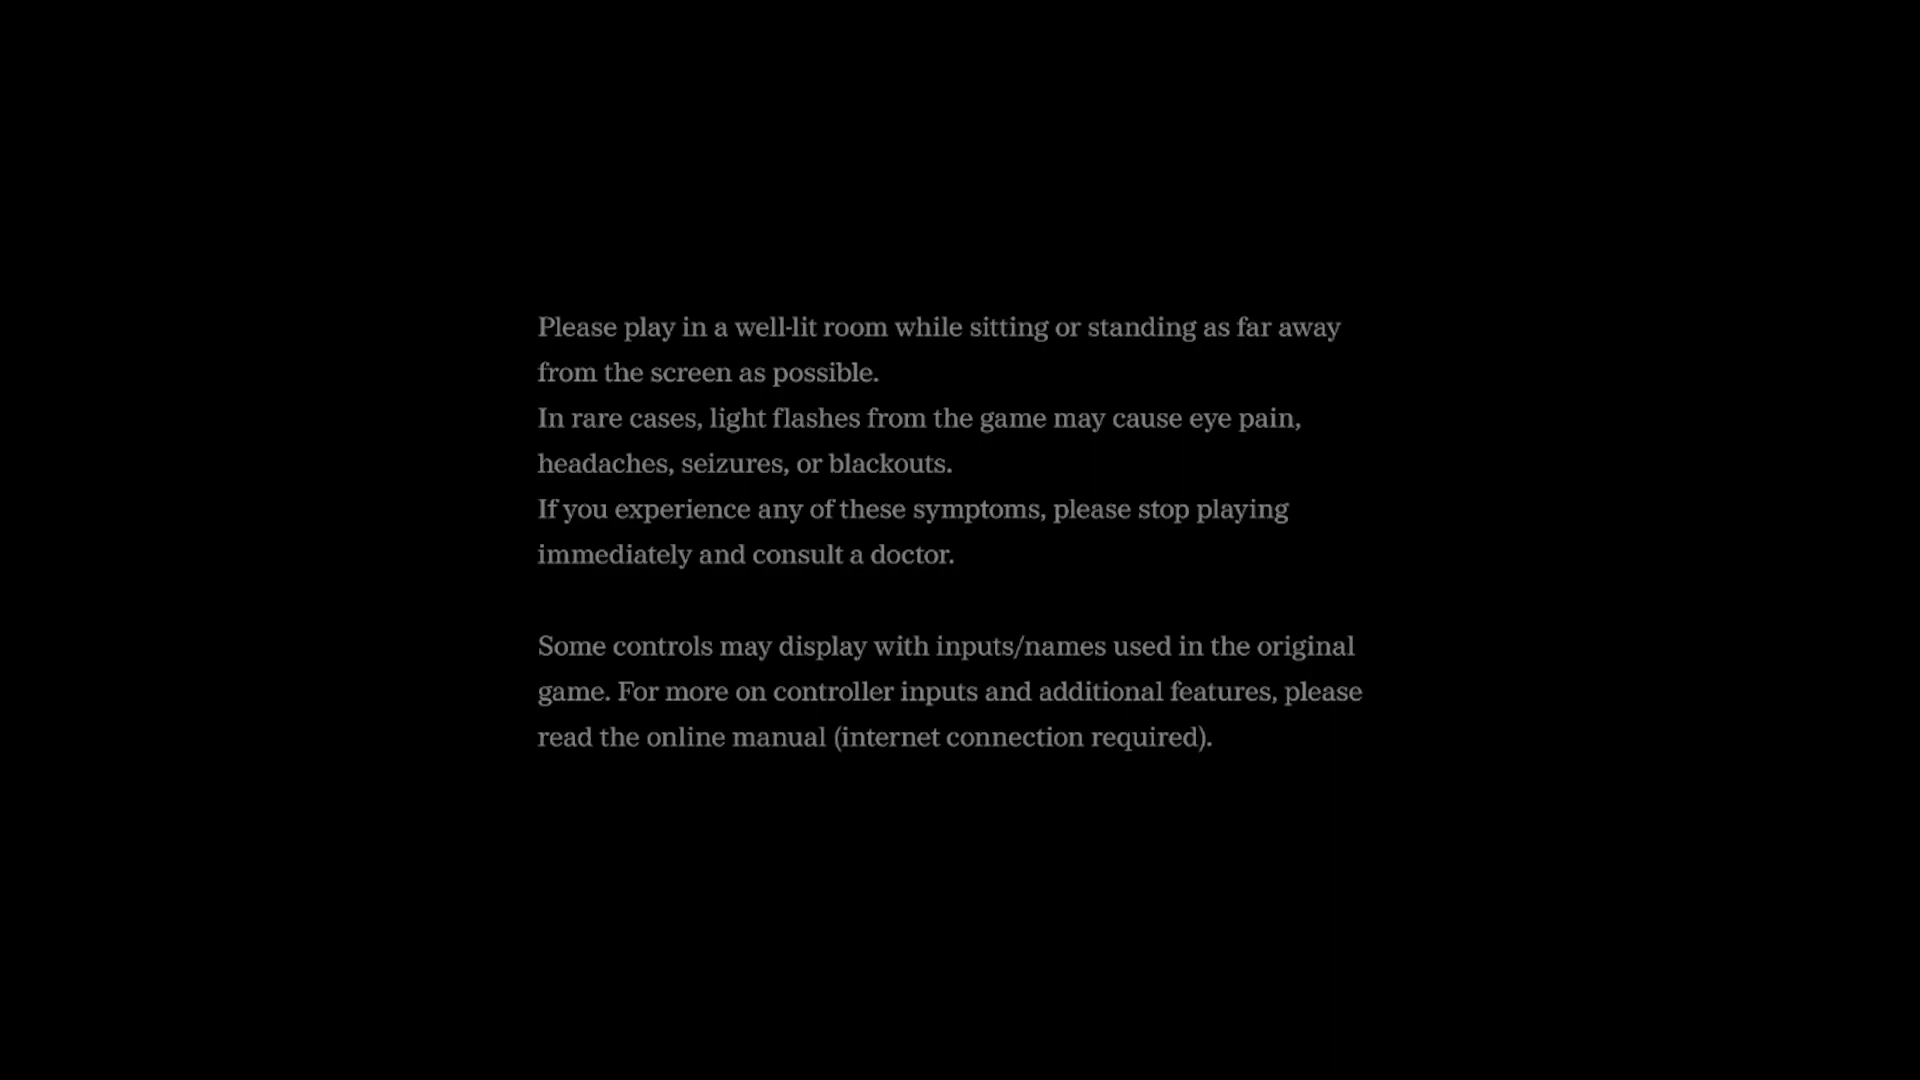 Please play in a well-lit room while sitting or standing as far away
from the screen as possible.
In rare cases, light flashes from the game may cause eye pain,
headaches, seizures, or blackouts.
If you experience any of these symptoms, please stop playing
immediately and consult a doctor.
Some controls may display with inputs/names used in the original
game. For more on controller inputs and additional features, please
read the online manual (internet connection required).